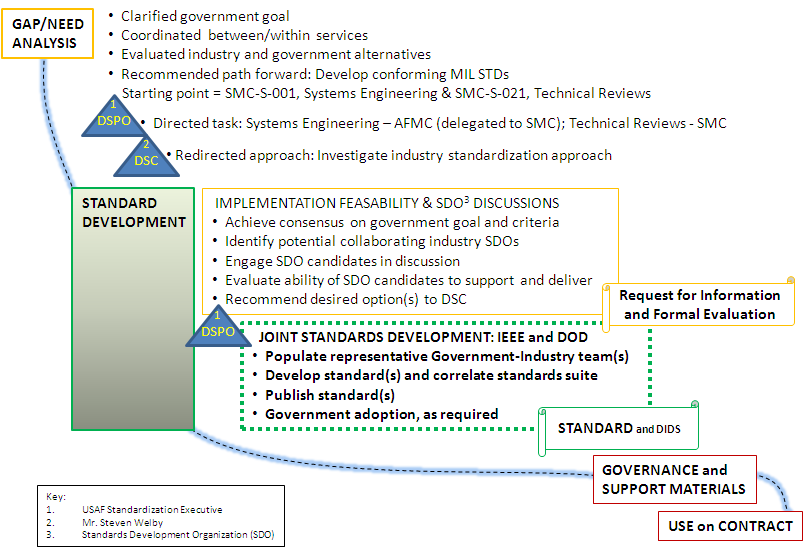 GAP/NEED
ANALYSIS
• Clarified government goal
• Coordinated between/within services
• Evaluated industry and government alternatives
• Recommended path forward: Develop conforming MIL STDs
Starting point = SMC-S-001, Systems Engineering & SMC-S-021, Technical Reviews
1
DSPO
• Directed task: Systems Engineering – AFMC (delegated to SMC); Technical Reviews - SMC
2
DSC
• Redirected approach: Investigate industry standardization approach
STANDARD
DEVELOPMENT
IMPLEMENTATION FEASABILITY & SDO³ DISCUSSIONS
• Achieve consensus on government goal and criteria
• Identify potential collaborating industry SDOs
• Engage SDO candidates in discussion
• Evaluate ability of SDO candidates to support and deliver
• Recommend desired option(s) to DSC
Request for Information
and Formal Evaluation
1
DSPO
JOINT STANDARDS DEVELOPMENT: IEEE and DOD
• Populate representative Government-Industry team(s)
• Develop standard(s) and correlate standards suite
• Publish standard(s)
• Government adoption, as required
STANDARD and DIDS
GOVERNANCE and
SUPPORT MATERIALS
USE on CONTRACT
Key:
1. USAF Standardization Executive
2. Mr. Steven Welby
3. Standards Development Organization (SDO)